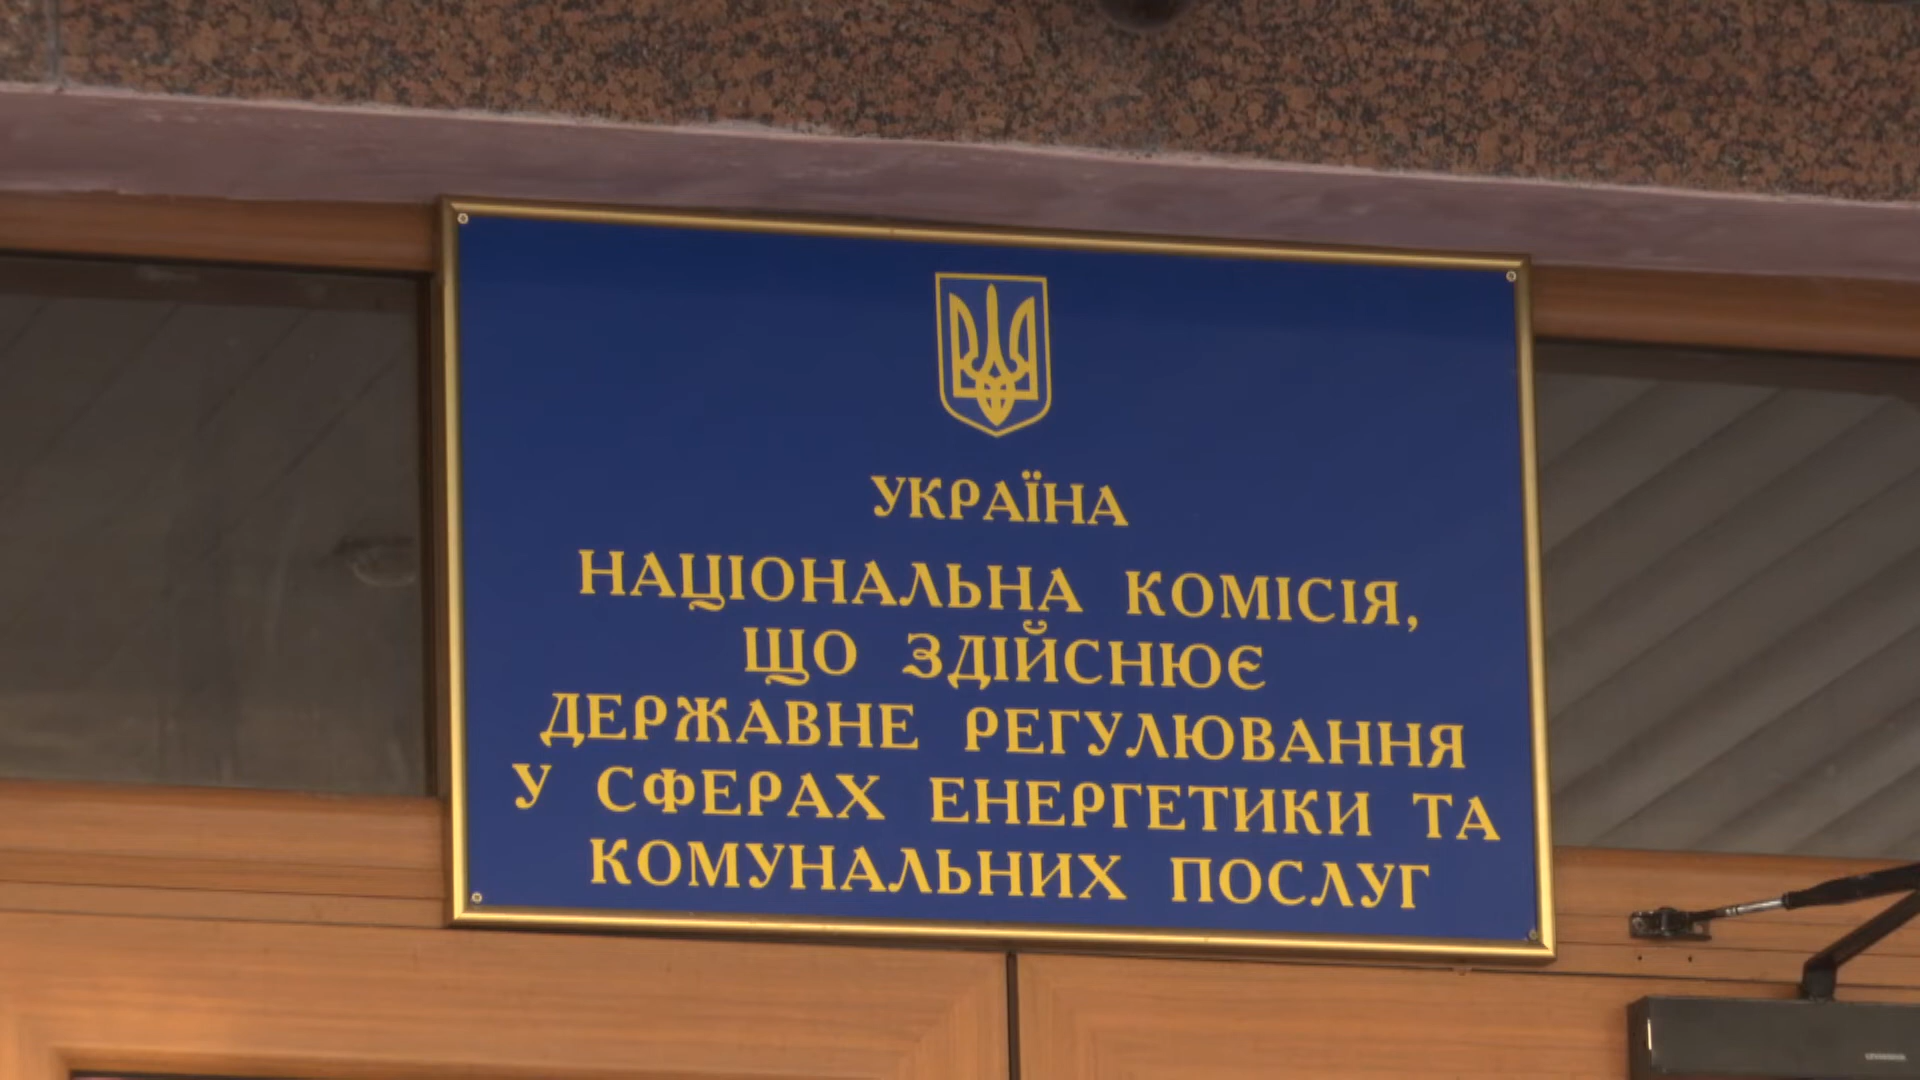 УКРАЇНА
НАЦІОНАЛЬНА КОМІСІЯ,
ЩО ЗДІЙСНЮЄ
ДЕРЖАВНЕ РЕГУЛЮВАННЯ
У СФЕРАХ ЕНЕРГЕТИКИ ТА
КОМУНАЛЬНИХ ПОСЛУГ